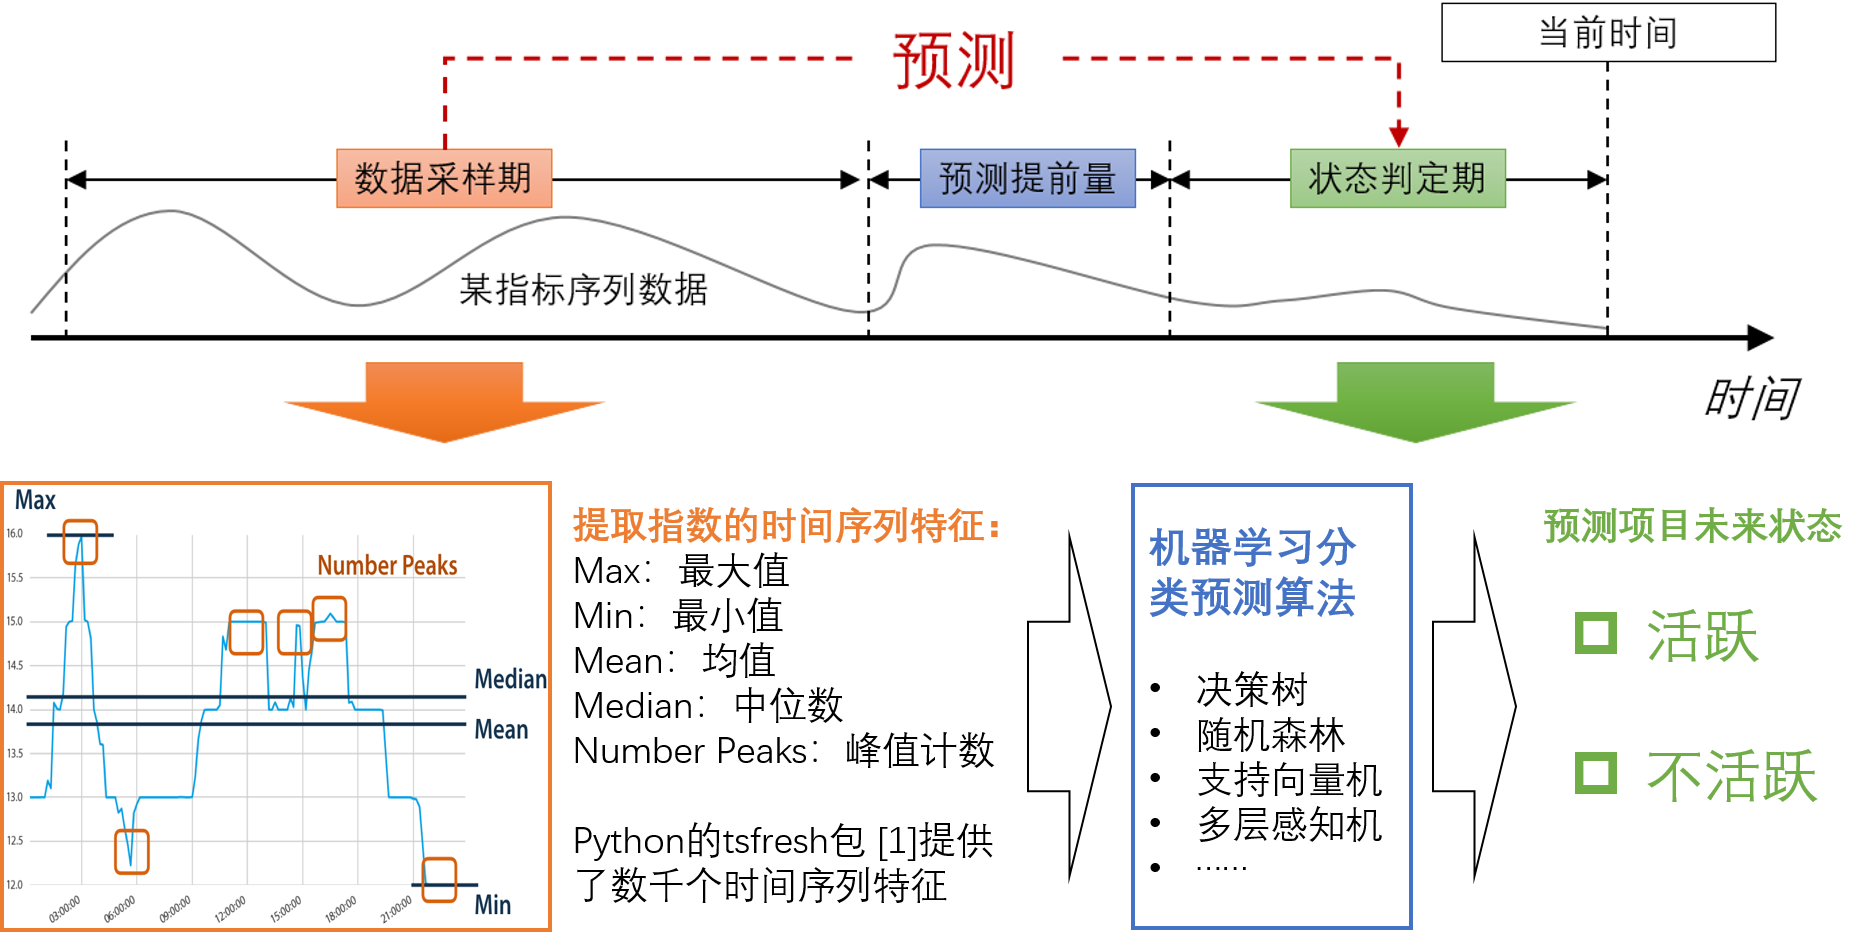 当前时间
预测
数据采样期
预测提前量
状态判定期
某指标序列数据
时间
Max
16.0
15.5
15.0
14.5
14.0
13.5
13.0
12.5
12.0
Number Peaks
Median
Mean
Min
03:00:00
06:00:00
09:00:00
12:00:00
15:00:00
18:00:00
21:00:00
提取指数的时间序列特征：
Max：最大值
Min：最小值
Mean：均值
Median：中位数
Number Peaks：峰值计数
Python的tsfresh包 [1]提供
了数千个时间序列特征
机器学习分
类预测算法
• 决策树
• 随机森林
• 支持向量机
• 多层感知机
• ……
预测项目未来状态
活跃
不活跃